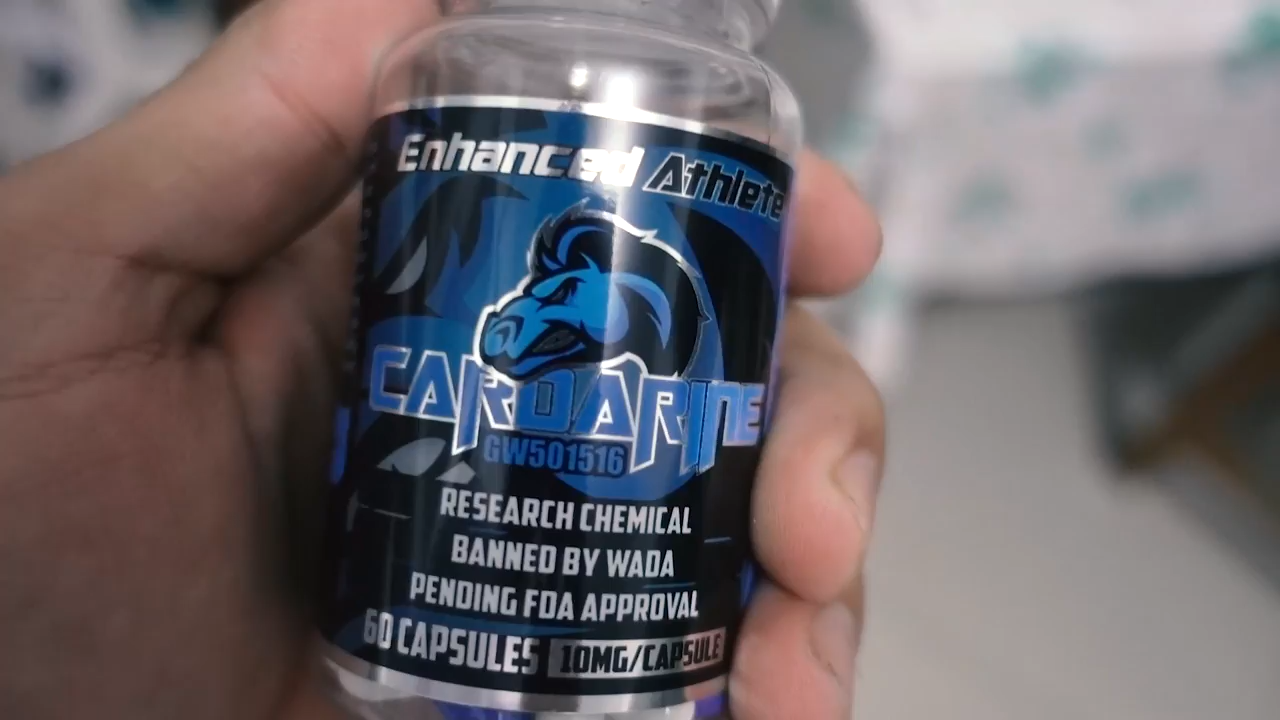 Enhanced Athlete
CARDARINE
GW501516
RESEARCH CHEMICAL
BANNED BY WADA
PENDING FDA APPROVAL
60 CAPSULES 10MG/CAPSULE